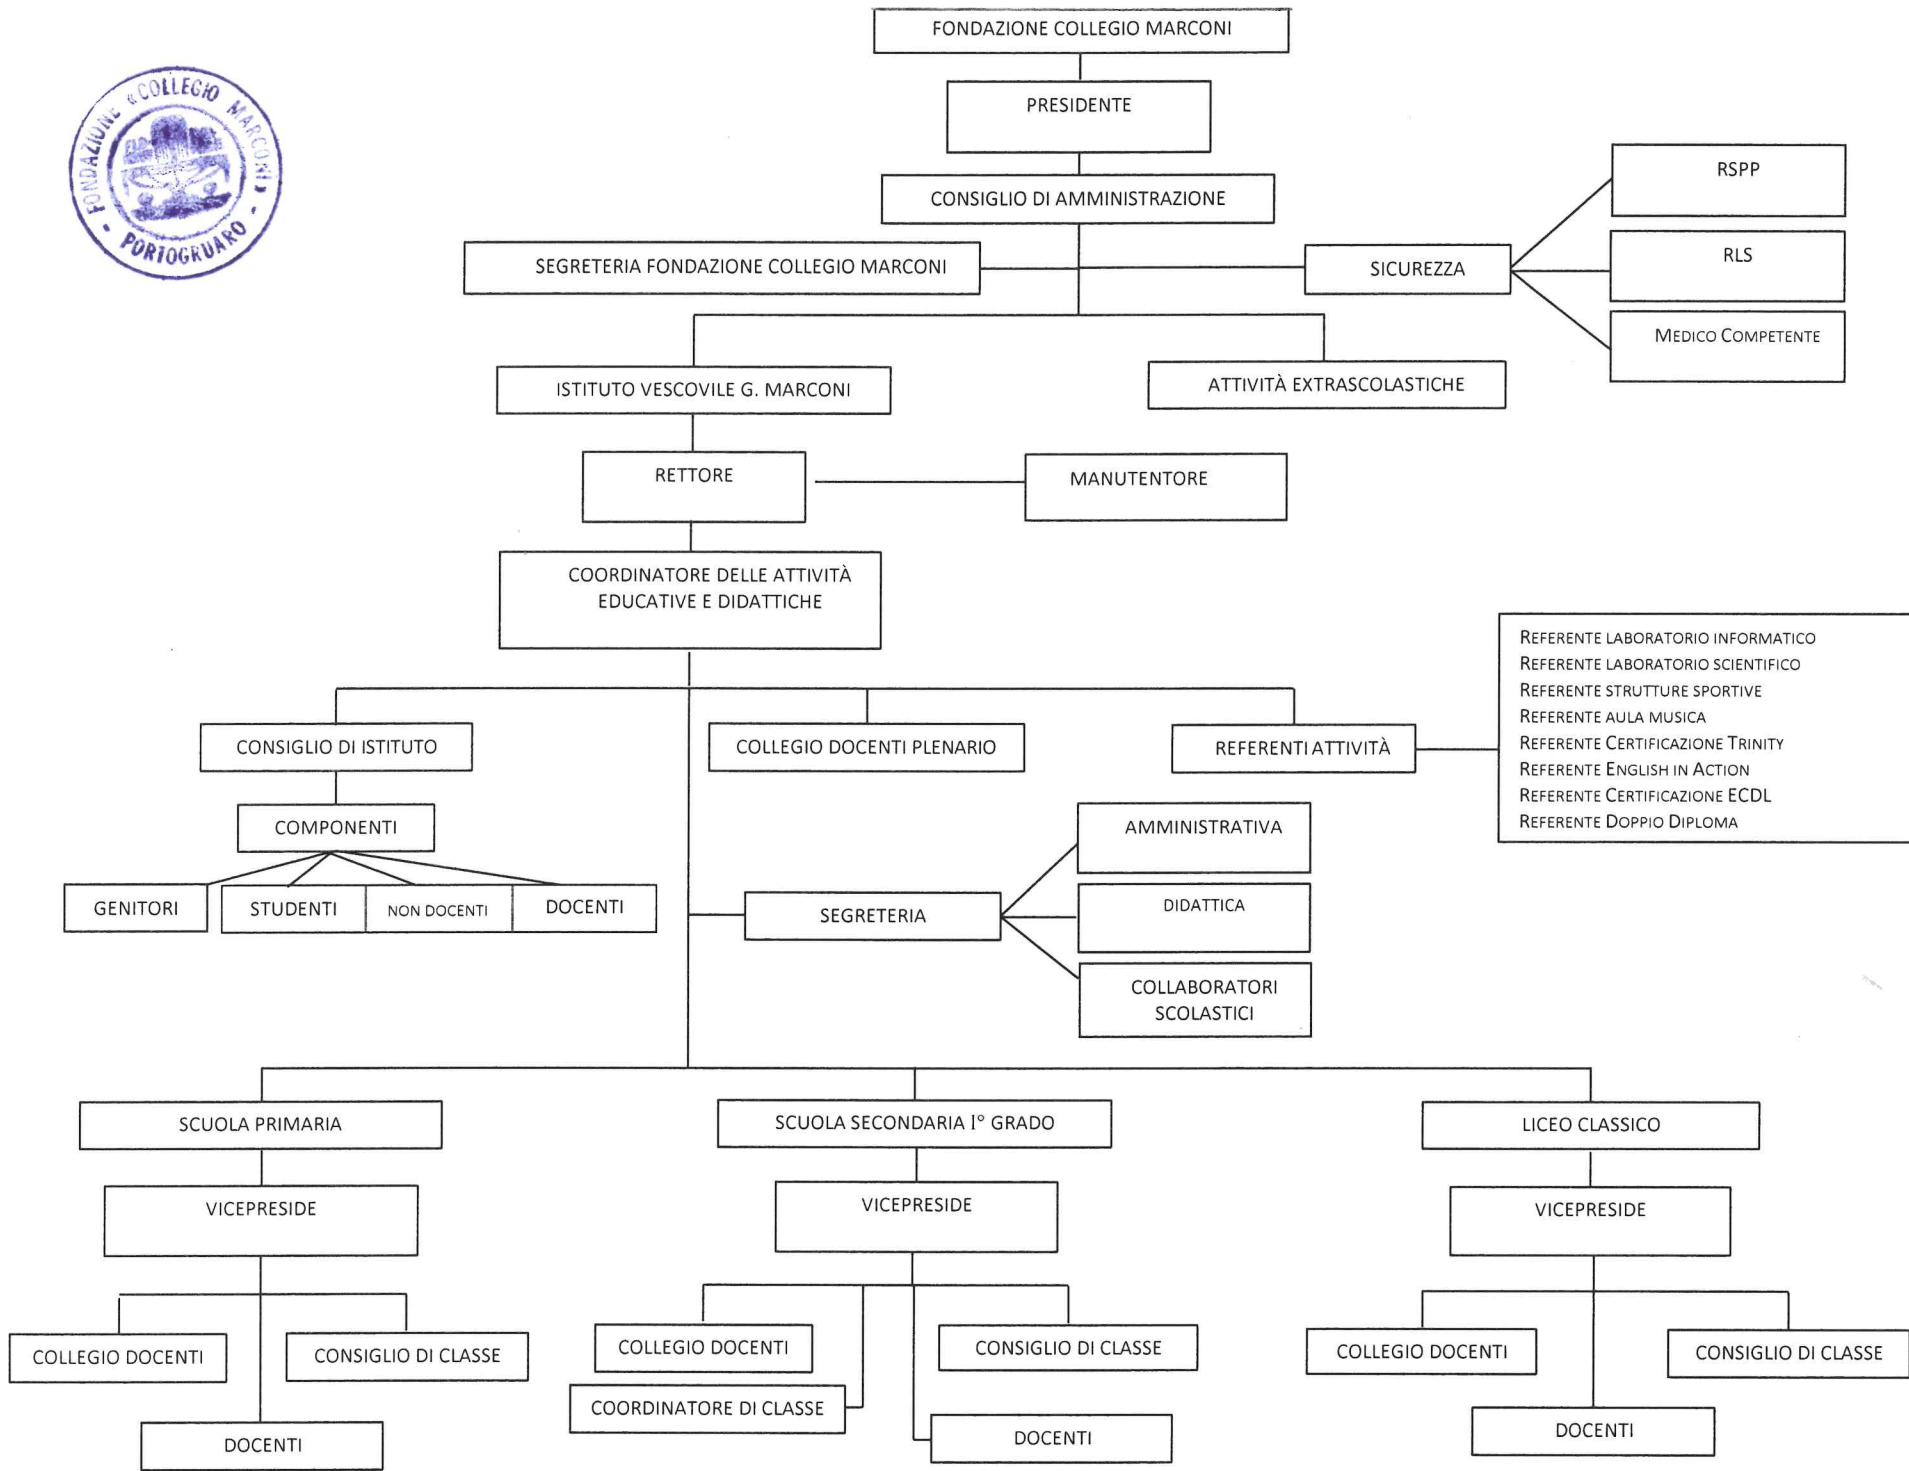 FONDAZIONE COLLEGIO MARCONI
FONDAZIONE «COLLEGIO MARCONI»
- PORTOGRUARO -
PRESIDENTE
CONSIGLIO DI AMMINISTRAZIONE
RSPP
SEGRETERIA FONDAZIONE COLLEGIO MARCONI
SICUREZZA
RLS
MEDICO COMPETENTE
ISTITUTO VESCOVILE G. MARCONI
ATTIVITÀ EXTRASCOLASTICHE
RETTORE
MANUTENTORE
COORDINATORE DELLE ATTIVITÀ
EDUCATIVE E DIDATTICHE
REFERENTE LABORATORIO INFORMATICO
REFERENTE LABORATORIO SCIENTIFICO
REFERENTE STRUTTURE SPORTIVE
REFERENTE AULA MUSICA
REFERENTE CERTIFICAZIONE TRINITY
REFERENTE ENGLISH IN ACTION
REFERENTE CERTIFICAZIONE ECDL
REFERENTE DOPPIO DIPLOMA
CONSIGLIO DI ISTITUTO
COLLEGIO DOCENTI PLENARIO
REFERENTI ATTIVITÀ
COMPONENTI
GENITORI
STUDENTI
NON DOCENTI
DOCENTI
AMMINISTRATIVA
SEGRETERIA
DIDATTICA
COLLABORATORI
SCOLASTICI
SCUOLA PRIMARIA
SCUOLA SECONDARIA I° GRADO
LICEO CLASSICO
VICEPRESIDE
VICEPRESIDE
VICEPRESIDE
COLLEGIO DOCENTI
CONSIGLIO DI CLASSE
DOCENTI
COLLEGIO DOCENTI
CONSIGLIO DI CLASSE
COORDINATORE DI CLASSE
DOCENTI
COLLEGIO DOCENTI
CONSIGLIO DI CLASSE
DOCENTI